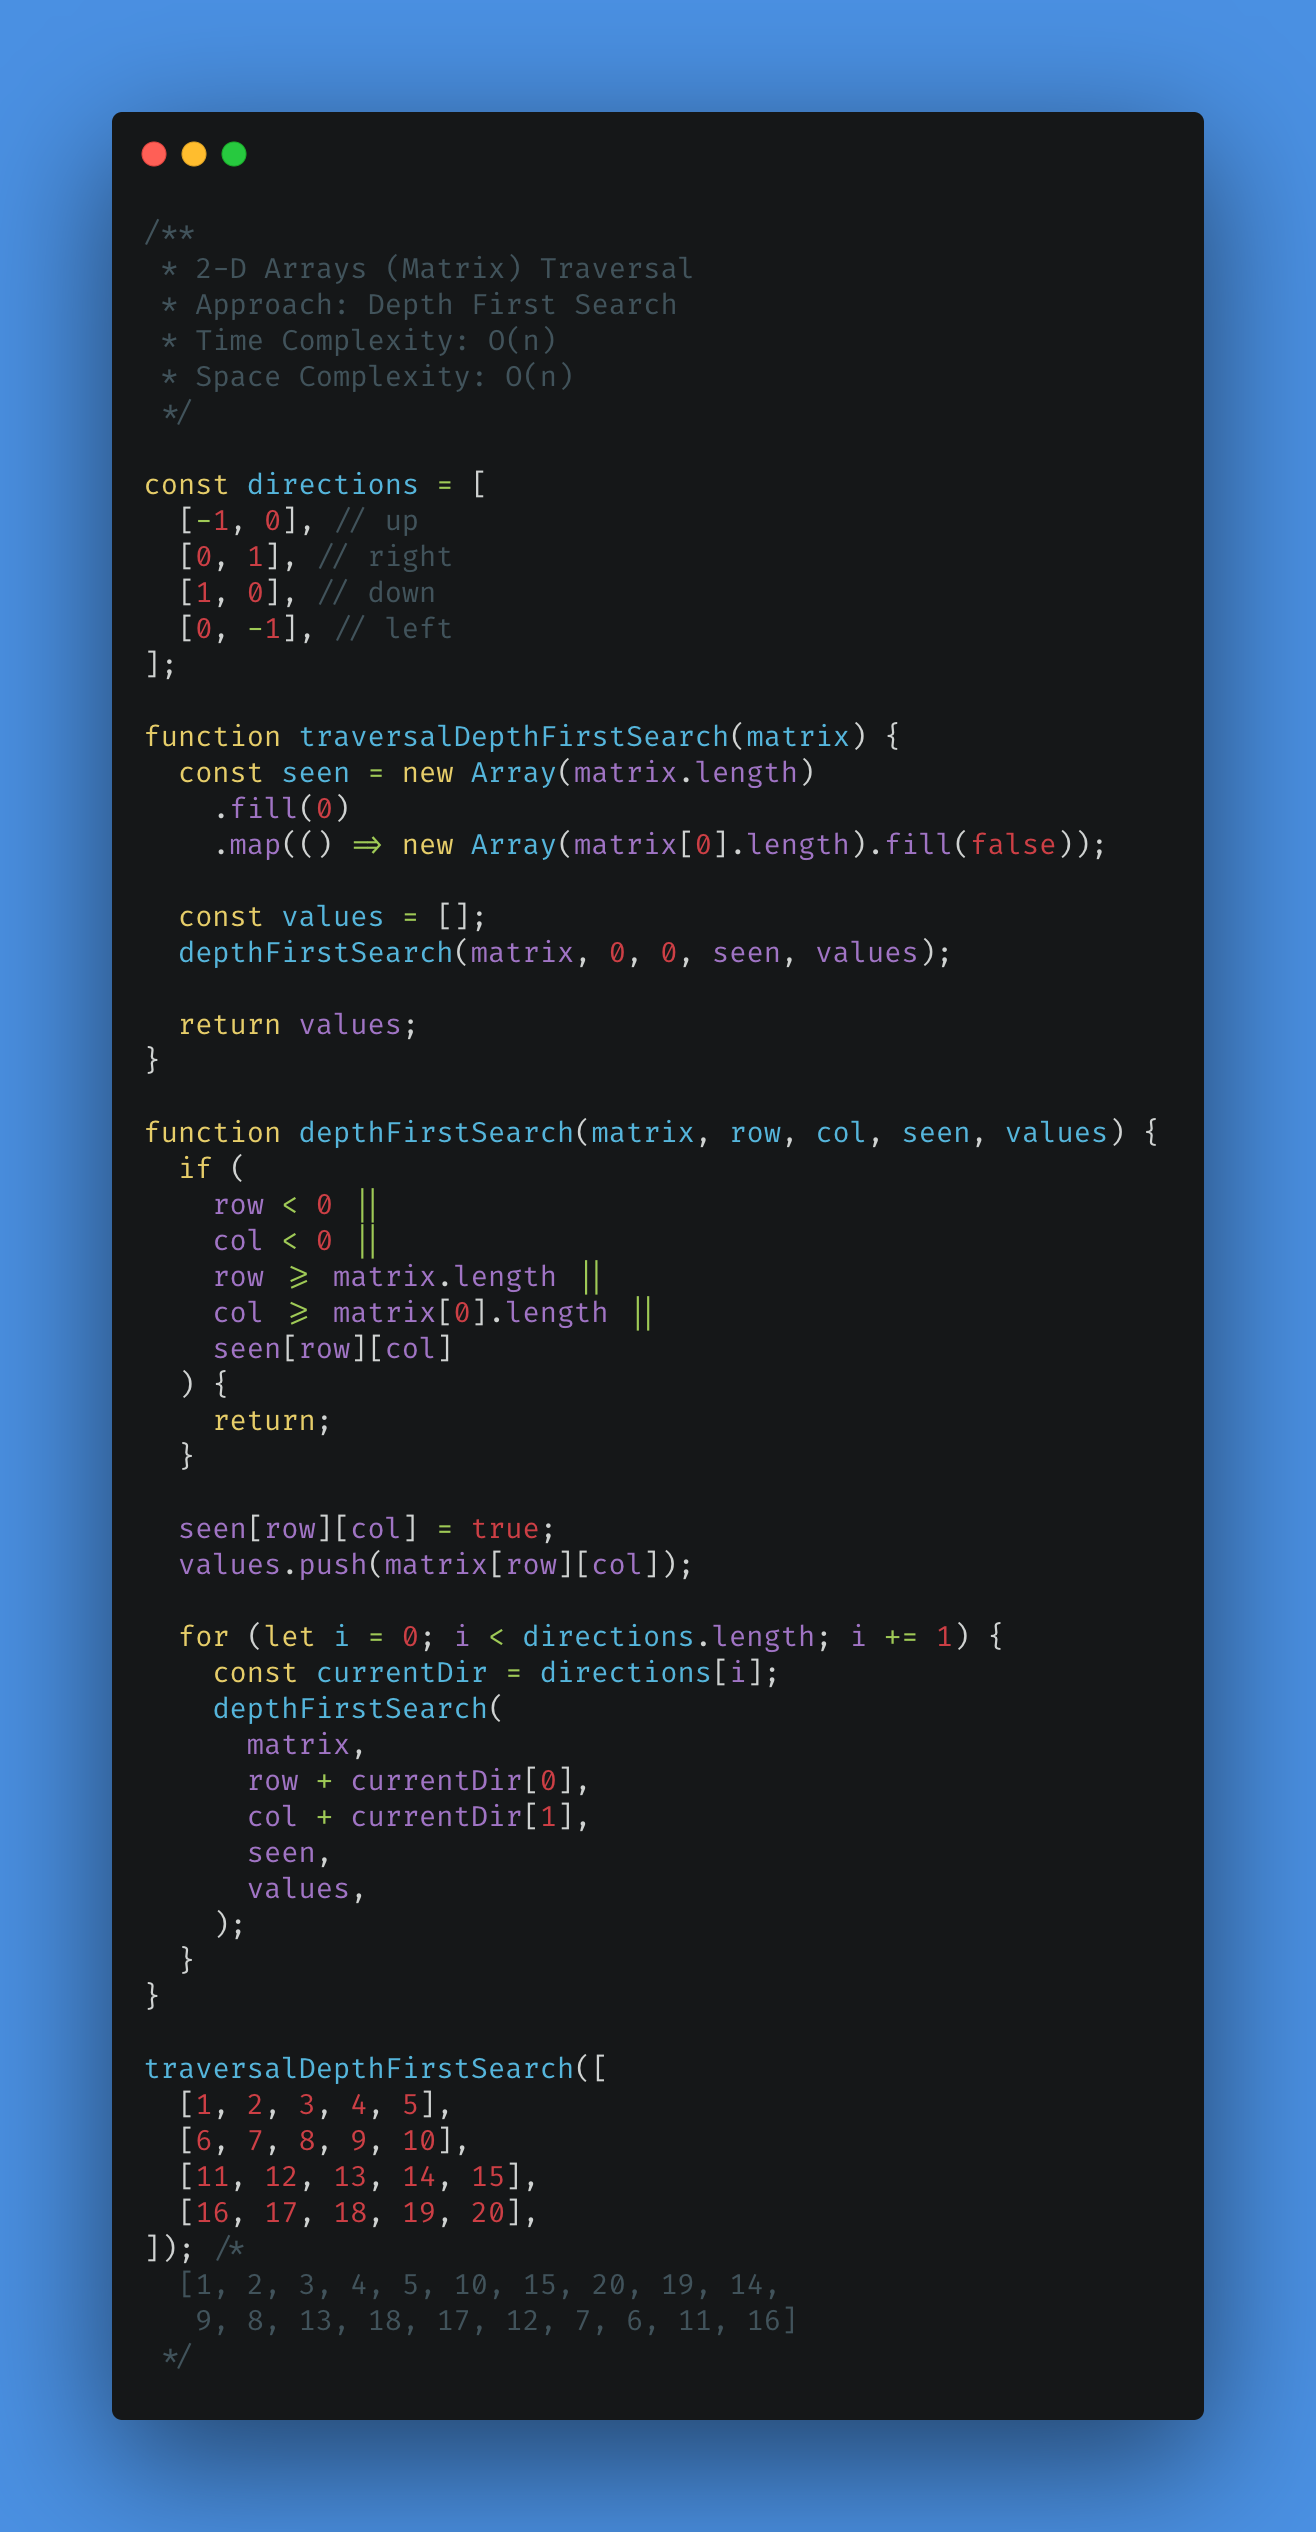 /**
 * 2-D Arrays (Matrix) Traversal
 * Approach: Depth First Search
 * Time Complexity: O(n)
 * Space Complexity: O(n)
 */

const directions = [
  [-1, 0], // up
  [0, 1], // right
  [1, 0], // down
  [0, -1], // left
];

function traversalDepthFirstSearch(matrix) {
  const seen = new Array(matrix.length)
    .fill(0)
    .map(() => new Array(matrix[0].length).fill(false));

  const values = [];
  depthFirstSearch(matrix, 0, 0, seen, values);

  return values;
}

function depthFirstSearch(matrix, row, col, seen, values) {
  if (
    row < 0 ||
    col < 0 ||
    row >= matrix.length ||
    col >= matrix[0].length ||
    seen[row][col]
  ) {
    return;
  }

  seen[row][col] = true;
  values.push(matrix[row][col]);

  for (let i = 0; i < directions.length; i += 1) {
    const currentDir = directions[i];
    depthFirstSearch(
      matrix,
      row + currentDir[0],
      col + currentDir[1],
      seen,
      values,
    );
  }
}

traversalDepthFirstSearch([
  [1, 2, 3, 4, 5],
  [6, 7, 8, 9, 10],
  [11, 12, 13, 14, 15],
  [16, 17, 18, 19, 20],
]); /*
  [1, 2, 3, 4, 5, 10, 15, 20, 19, 14,
   9, 8, 13, 18, 17, 12, 7, 6, 11, 16]
 */